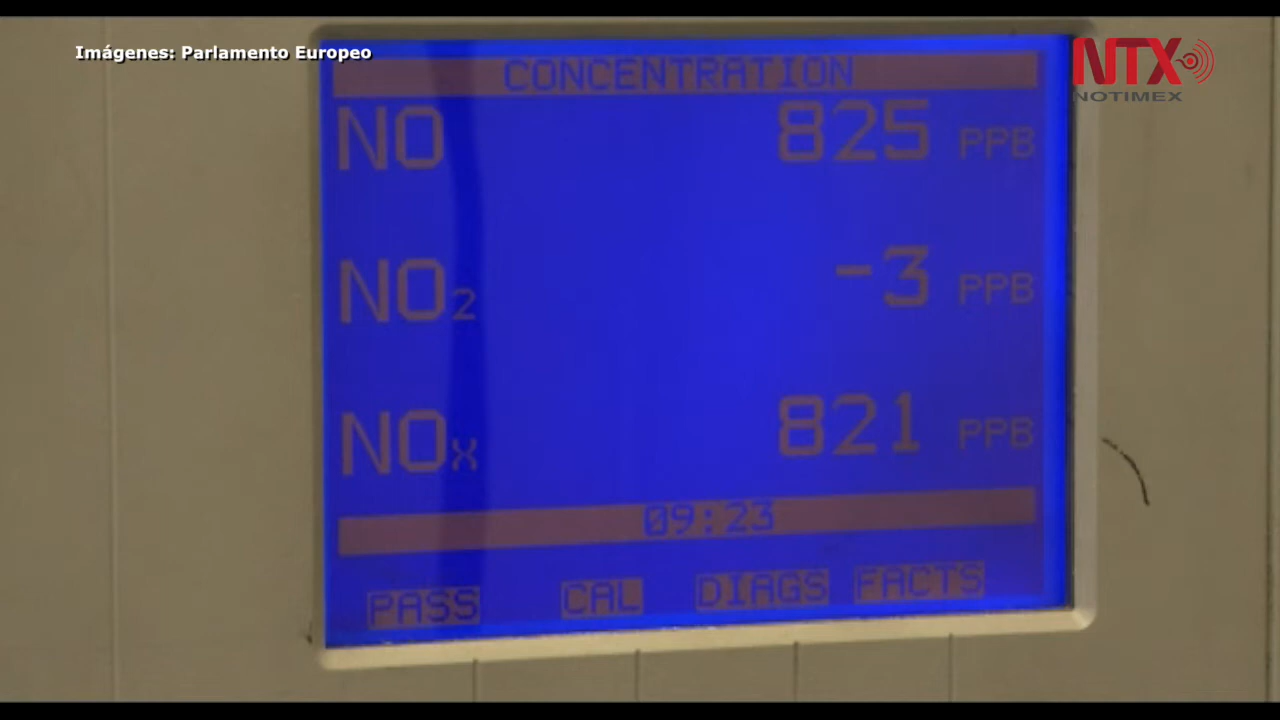 Imágenes: Parlamento Europeo
NTX
NOTIMEX
CONCENTRATION
NO 825 PPB
NO₂ -3 PPB
NOx 821 PPB
09:23
PASS CAL DIAGS FACTS